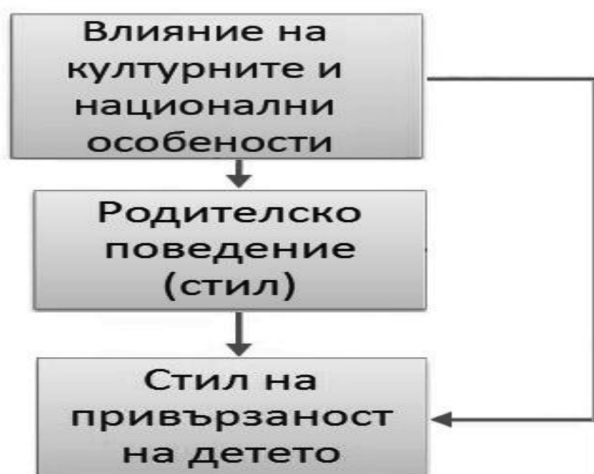 Влияние на
културните и
национални
особености
Родителско
поведение
(стил)
Стил на
привързаност
на детето